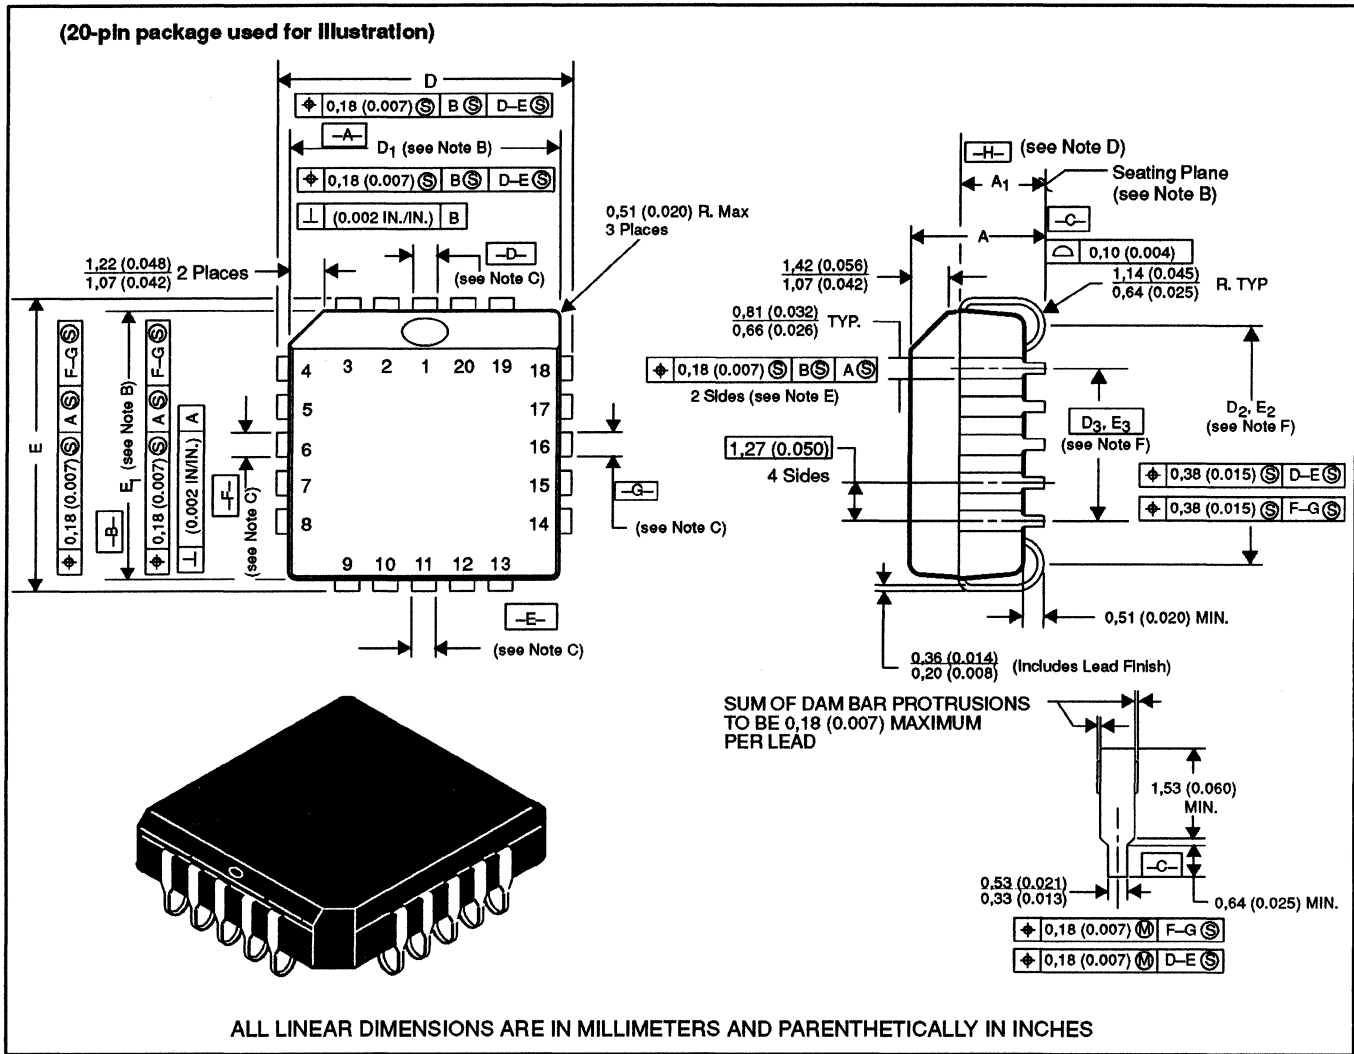 (20-pin package used for illustration)
D
⌖ 0,18 (0.007) Ⓢ B Ⓢ D–E Ⓢ
–A–
D1 (see Note B)
⌖ 0,18 (0.007) Ⓢ B Ⓢ D–E Ⓢ
⊥ (0.002 IN./IN.) B
0,51 (0.020) R. Max
3 Places
1,22 (0.048)
1,07 (0.042)
2 Places
–D–
(see Note C)
E
⌖ 0,18 (0.007) Ⓢ A Ⓢ F–G Ⓢ
–B–
E1 (see Note B)
⌖ 0,18 (0.007) Ⓢ A Ⓢ F–G Ⓢ
⊥ (0.002 IN/IN.) A
–F–
(see Note C)
3 2 1 20 19
4 18
5 17
6 16
7 15
8 14
9 10 11 12 13
–G–
(see Note C)
–E–
(see Note C)
–H– (see Note D)
A1
Seating Plane
(see Note B)
–C–
A
⌓ 0,10 (0.004)
1,42 (0.056)
1,07 (0.042)
1,14 (0.045)
0,64 (0.025)
R. TYP
0,81 (0.032)
0,66 (0.026)
TYP.
⌖ 0,18 (0.007) Ⓢ B Ⓢ A Ⓢ
2 Sides (see Note E)
D3, E3
(see Note F)
D2, E2
(see Note F)
1,27 (0.050)
4 Sides
⌖ 0,38 (0.015) Ⓢ D–E Ⓢ
⌖ 0,38 (0.015) Ⓢ F–G Ⓢ
0,51 (0.020) MIN.
0,36 (0.014)
0,20 (0.008)
(Includes Lead Finish)
SUM OF DAM BAR PROTRUSIONS
TO BE 0,18 (0.007) MAXIMUM
PER LEAD
1,53 (0.060)
MIN.
–C–
0,53 (0.021)
0,33 (0.013)
0,64 (0.025) MIN.
⌖ 0,18 (0.007) Ⓜ F–G Ⓢ
⌖ 0,18 (0.007) Ⓜ D–E Ⓢ
ALL LINEAR DIMENSIONS ARE IN MILLIMETERS AND PARENTHETICALLY IN INCHES